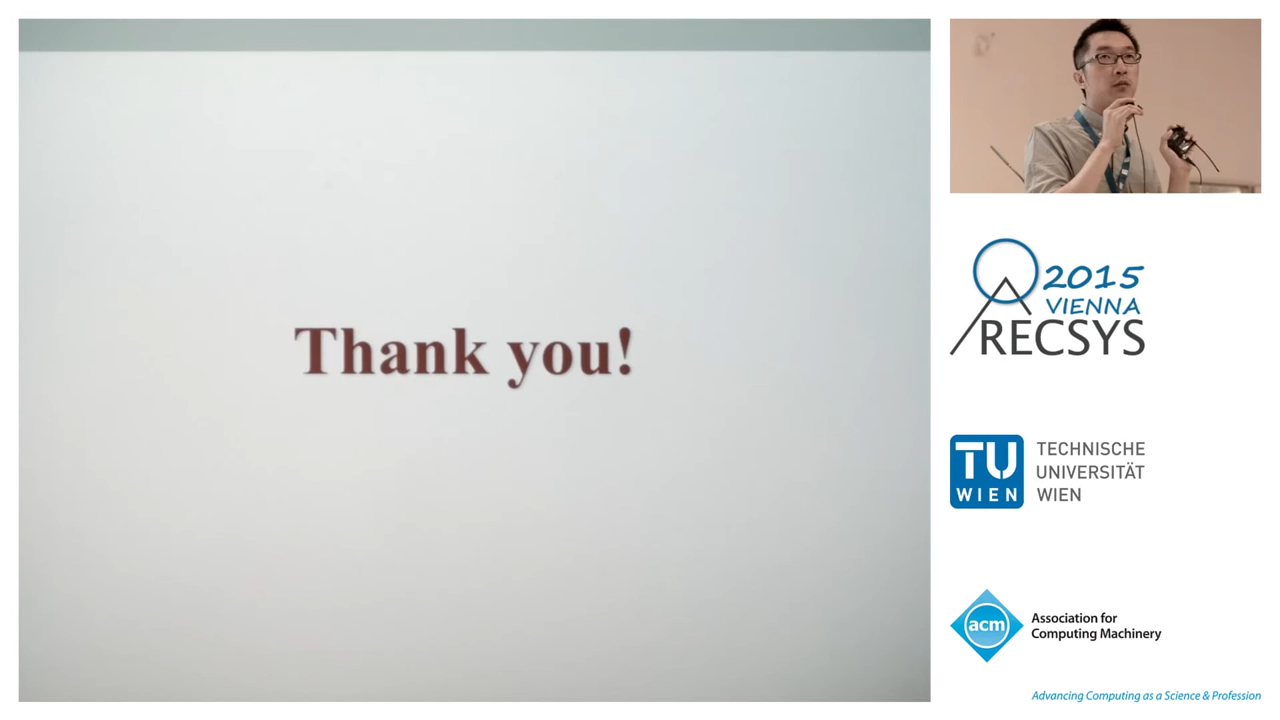 Thank you!
2015
VIENNA
RECSYS
TU
WIEN
TECHNISCHE
UNIVERSITÄT
WIEN
acm
Association for
Computing Machinery
Advancing Computing as a Science & Profession